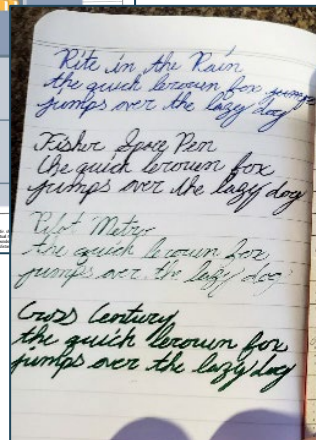 Rite in the Rain
the quick brown fox jumps
jumps over the lazy dog
Fisher Space Pen
the quick brown fox
jumps over the lazy dog
Pilot Metro
the quick brown fox
jumps over the lazy dog
Cross Century
the quick brown fox
jumps over the lazy dog